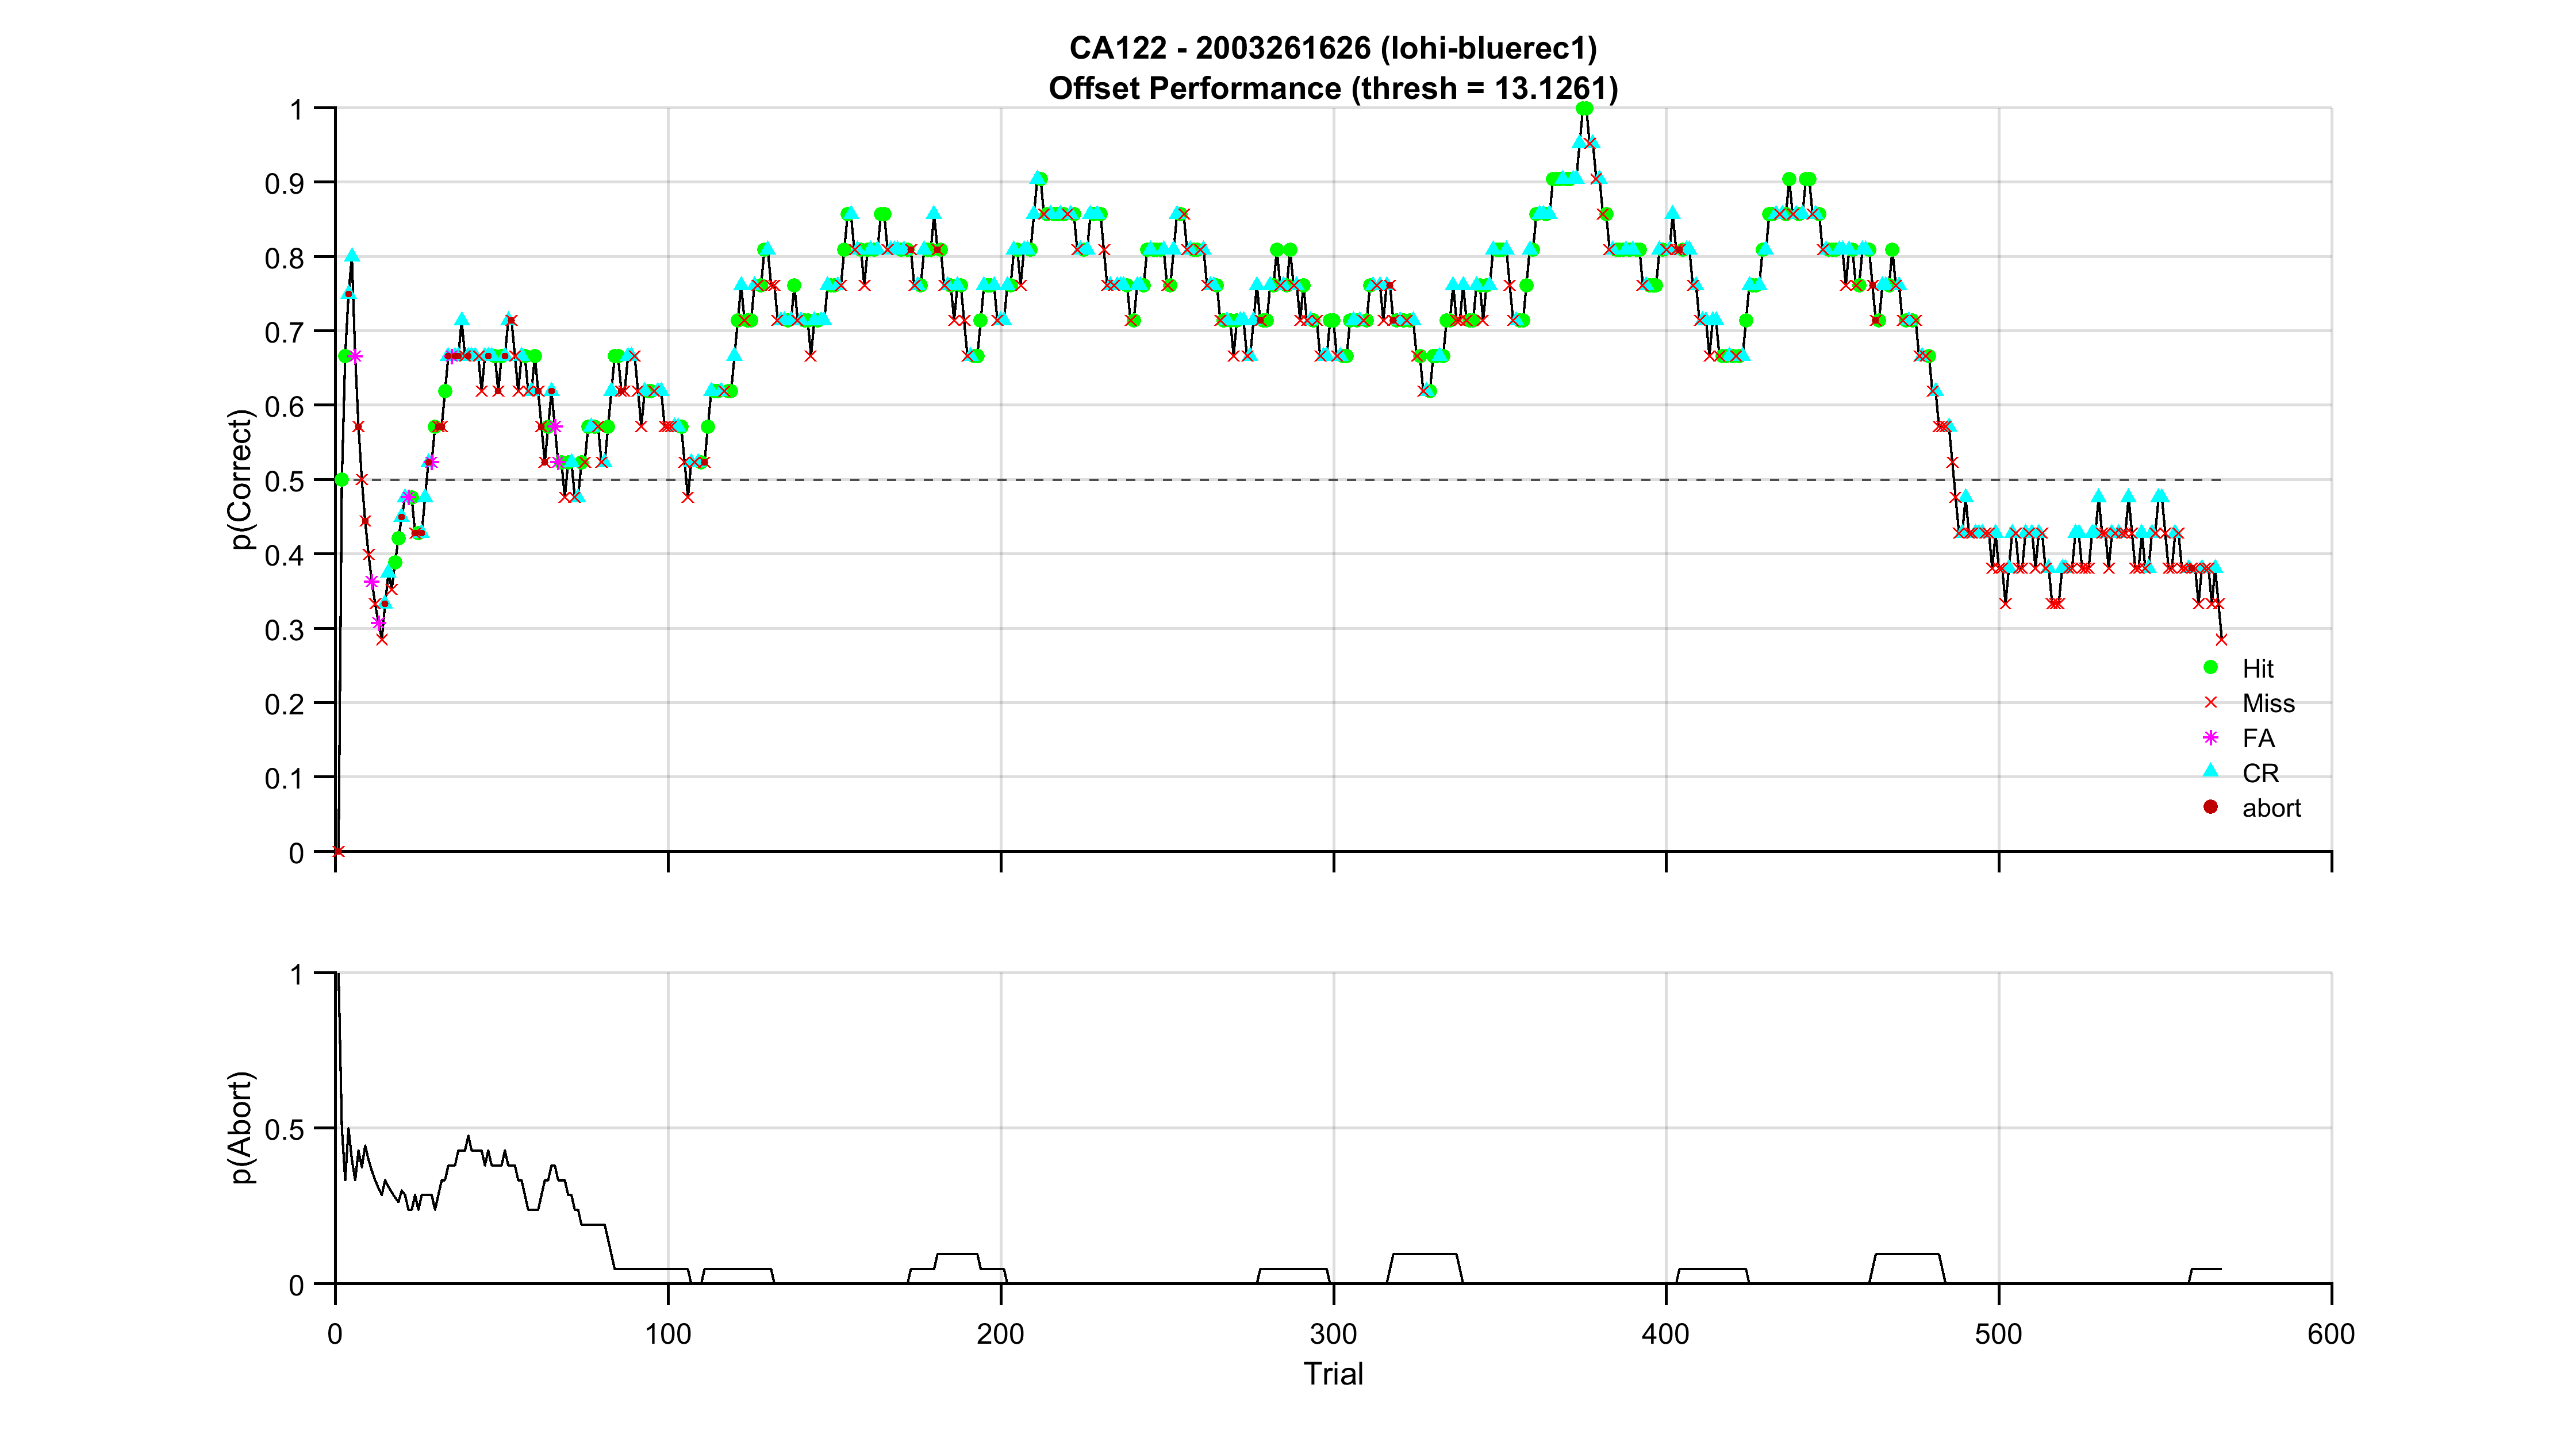 CA122 - 2003261626 (lohi-bluerec1)
Offset Performance (thresh = 13.1261)
1
0.9
0.8
0.7
0.6
0.5
0.4
0.3
0.2
0.1
0
p(Correct)
Hit
Miss
FA
CR
abort
1
0.5
0
p(Abort)
0 100 200 300 400 500 600
Trial